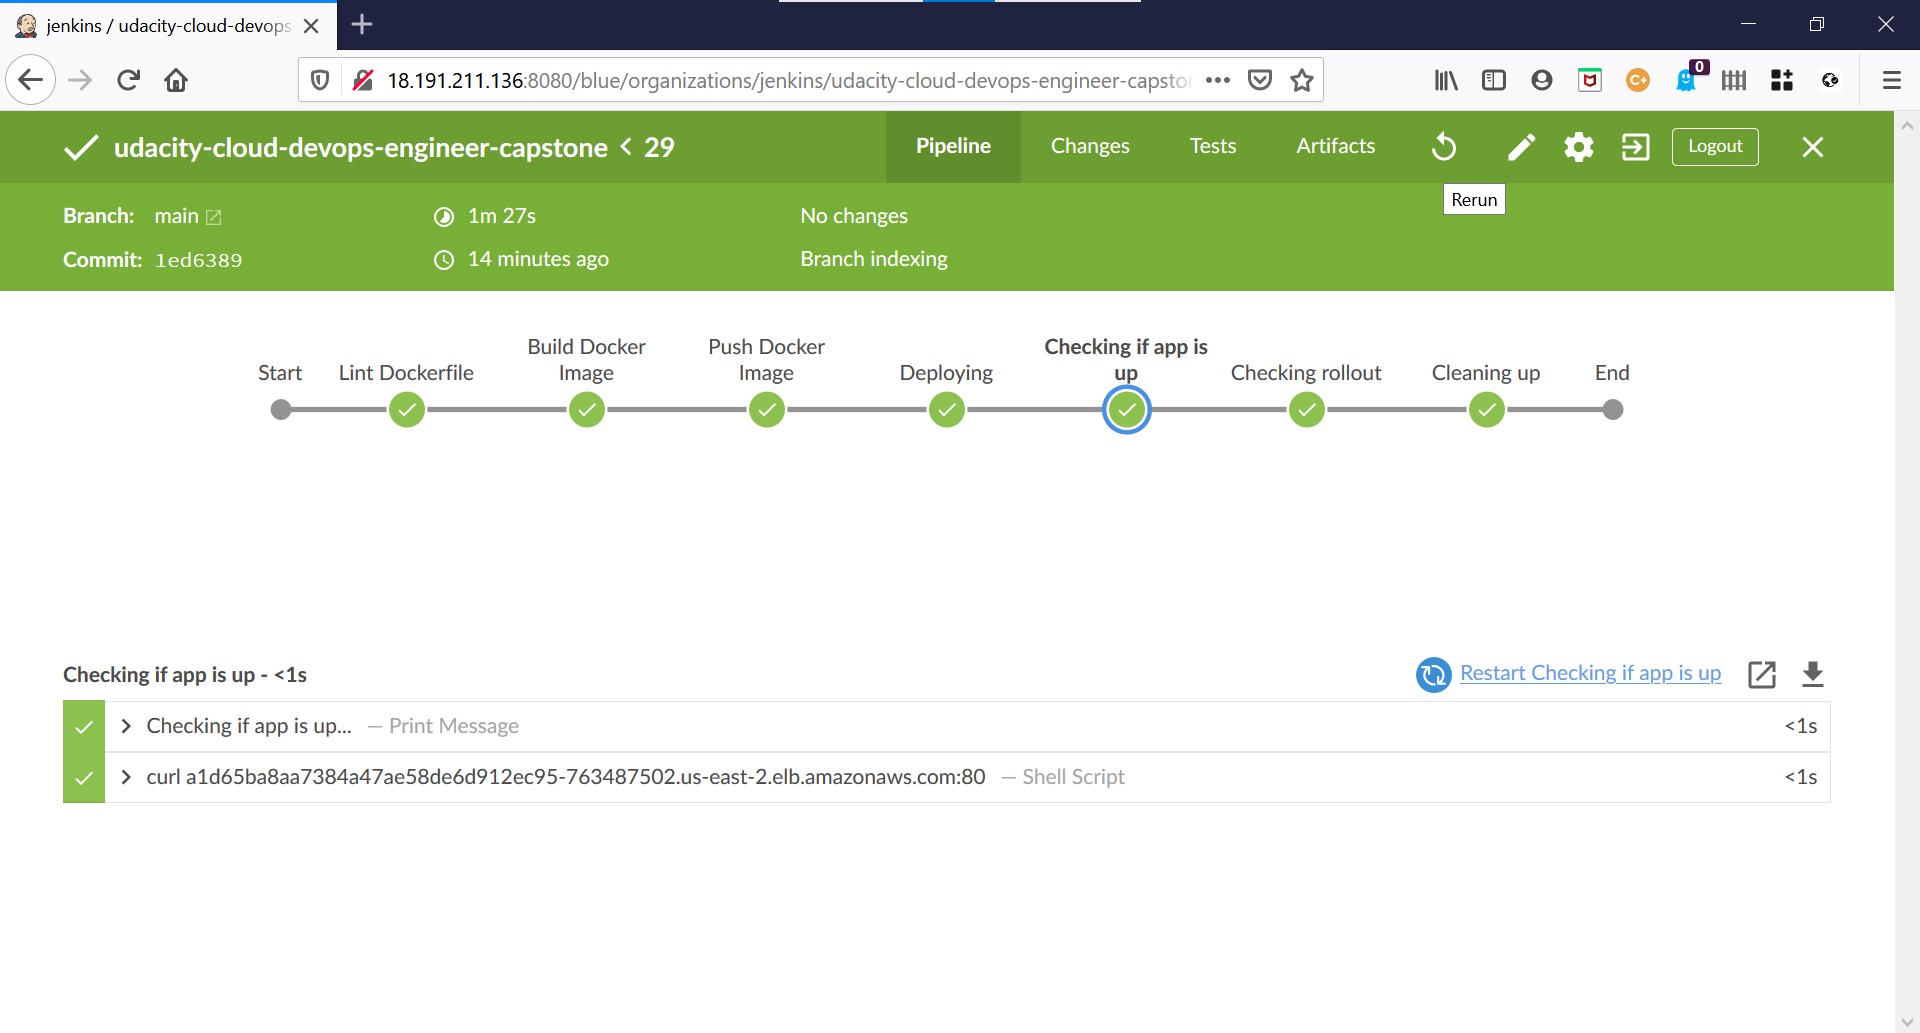 jenkins / udacity-cloud-devops
18.191.211.136:8080/blue/organizations/jenkins/udacity-cloud-devops-engineer-capstor
0
udacity-cloud-devops-engineer-capstone < 29
Pipeline
Changes
Tests
Artifacts
Logout
Rerun
Branch: main
1m 27s
No changes
Commit: 1ed6389
14 minutes ago
Branch indexing
Start
Lint Dockerfile
Build Docker
Image
Push Docker
Image
Deploying
Checking if app is
up
Checking rollout
Cleaning up
End
Checking if app is up - <1s
Restart Checking if app is up
Checking if app is up... — Print Message
<1s
curl a1d65ba8aa7384a47ae58de6d912ec95-763487502.us-east-2.elb.amazonaws.com:80 — Shell Script
<1s